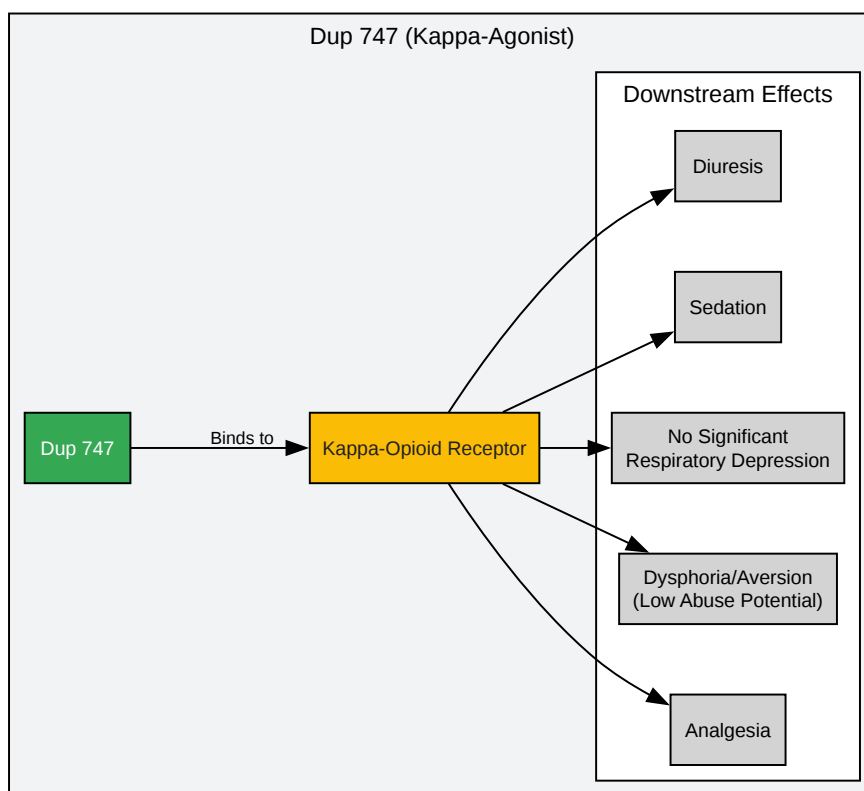 Dup 747 (Kappa-Agonist)
Downstream Effects
Diuresis
Sedation
Dup 747
Binds to
Kappa-Opioid Receptor
No Significant
Respiratory Depression
Dysphoria/Aversion
(Low Abuse Potential)
Analgesia